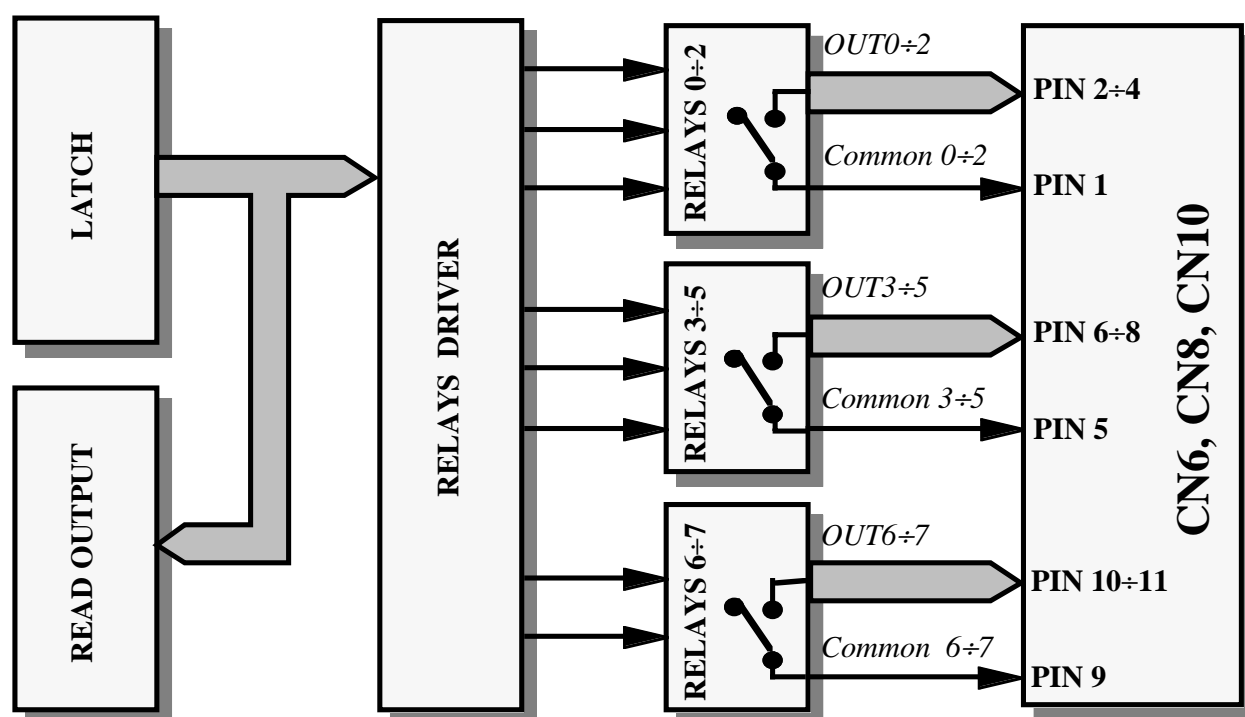 LATCH
READ OUTPUT
RELAYS DRIVER
RELAYS 0÷2
OUT0÷2
Common 0÷2
RELAYS 3÷5
OUT3÷5
Common 3÷5
RELAYS 6÷7
OUT6÷7
Common 6÷7
PIN 2÷4
PIN 1
PIN 6÷8
PIN 5
PIN 10÷11
PIN 9
CN6, CN8, CN10